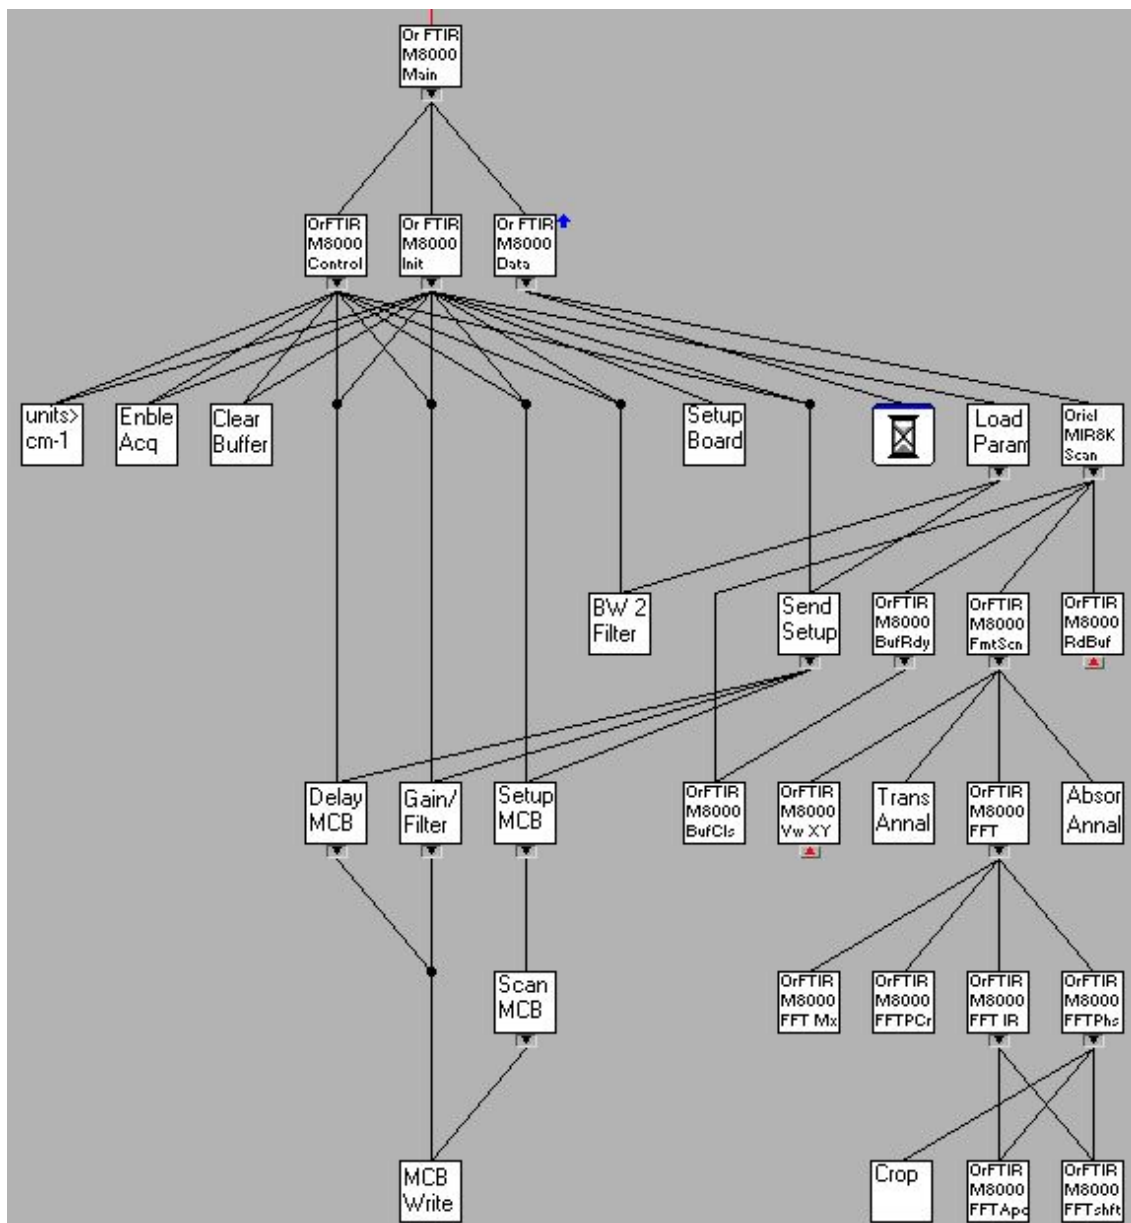 Or FTIR
M8000
Main
OrFTIR
M8000
Control
Or FTIR
M8000
Init
Or FTIR
M8000
Data
units>
cm-1
Enble
Acq
Clear
Buffer
Setup
Board
Load
Param
Oriel
MIR8K
Scan
BW 2
Filter
Send
Setup
OrFTIR
M8000
BufRdy
OrFTIR
M8000
FmtScn
OrFTIR
M8000
RdBuf
Delay
MCB
Gain/
Filter
Setup
MCB
OrFTIR
M8000
BufCls
OrFTIR
M8000
Vw XY
Trans
Annal
OrFTIR
M8000
FFT
Absor
Annal
Scan
MCB
OrFTIR
M8000
FFT Mx
OrFTIR
M8000
FFTPCr
OrFTIR
M8000
FFT IR
OrFTIR
M8000
FFTPhs
MCB
Write
Crop
OrFTIR
M8000
FFTApo
OrFTIR
M8000
FFTshft